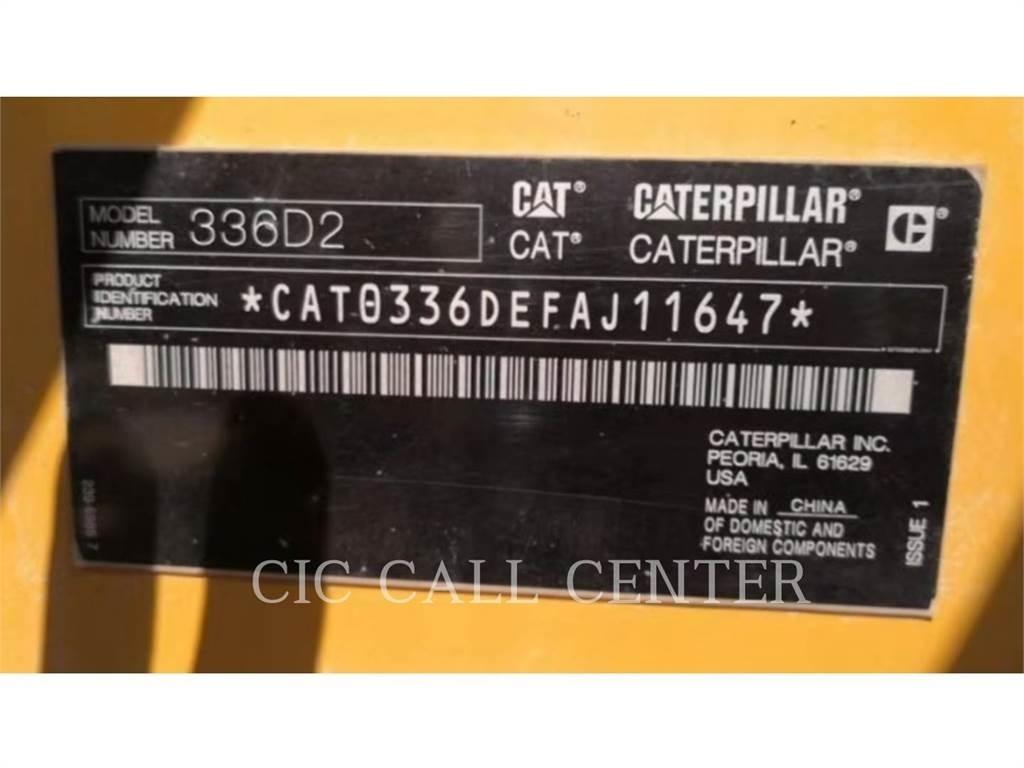 MODEL
NUMBER 336D2
CAT® CATERPILLAR®
CAT® CATERPILLAR®
PRODUCT
IDENTIFICATION
NUMBER
*CAT0336DEFAJ11647*
CATERPILLAR INC.
PEORIA, IL 61629
USA
MADE IN CHINA
OF DOMESTIC AND
FOREIGN COMPONENTS
ISSUE 1
CIC CALL CENTER